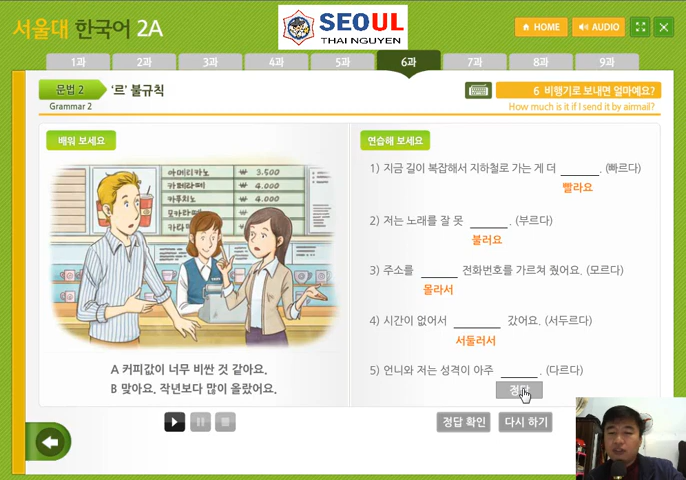 서울대 한국어 2A
SEOUL
THAI NGUYEN
HOME
AUDIO
1과
2과
3과
4과
5과
6과
7과
8과
9과
문법 2
Grammar 2
'르' 불규칙
6 비행기로 보내면 얼마예요?
How much is it if I send it by airmail?
배워 보세요
아메리카노 ₩ 3.500
카페라떼 ₩ 4.000
카푸치노 ₩ 4.000
모카라떼
A 커피값이 너무 비싼 것 같아요.
B 맞아요. 작년보다 많이 올랐어요.
연습해 보세요
1) 지금 길이 복잡해서 지하철로 가는 게 더 ______. (빠르다)
빨라요
2) 저는 노래를 잘 못 ______. (부르다)
불러요
3) 주소를 ______ 전화번호를 가르쳐 줬어요. (모르다)
몰라서
4) 시간이 없어서 ______ 갔어요. (서두르다)
서둘러서
5) 언니와 저는 성격이 아주 ______. (다르다)
정답 확인
다시 하기